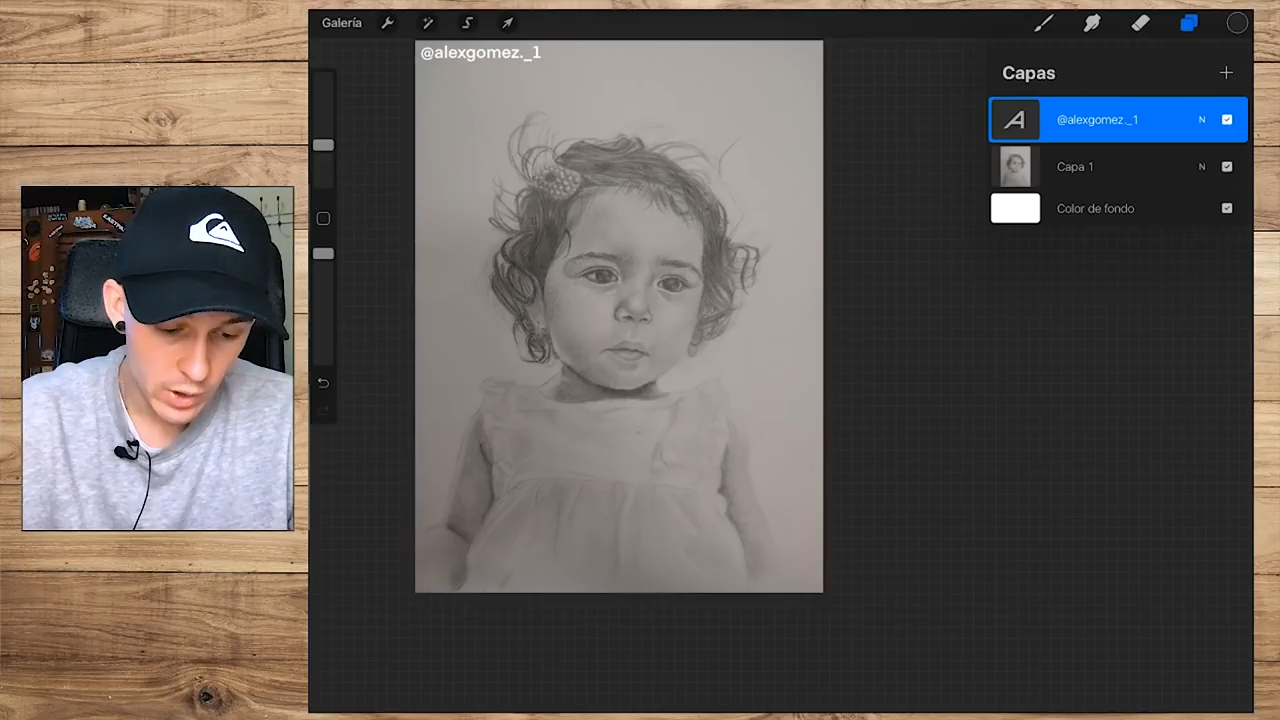 Galería
@alexgomez._1
Capas
@alexgomez._1 N
Capa 1 N
Color de fondo